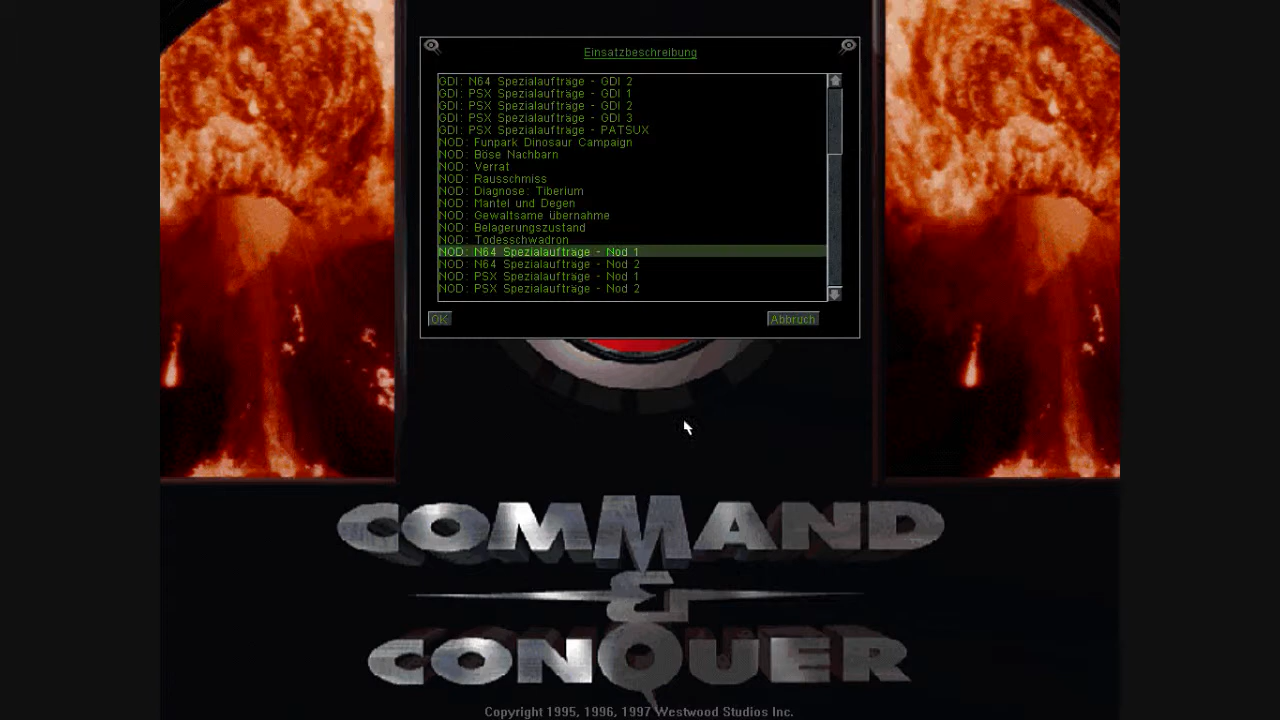 Einsatzbeschreibung
GDI: N64 Spezialaufträge - GDI 2
GDI: PSX Spezialaufträge - GDI 1
GDI: PSX Spezialaufträge - GDI 2
GDI: PSX Spezialaufträge - GDI 3
GDI: PSX Spezialaufträge - PATSUX
NOD: Funpark Dinosaur Campaign
NOD: Böse Nachbarn
NOD: Verrat
NOD: Rausschmiss
NOD: Diagnose: Tiberium
NOD: Mantel und Degen
NOD: Gewaltsame übernahme
NOD: Belagerungszustand
NOD: Todesschwadron
NOD: N64 Spezialaufträge - Nod 1
NOD: N64 Spezialaufträge - Nod 2
NOD: PSX Spezialaufträge - Nod 1
NOD: PSX Spezialaufträge - Nod 2
OK Abbruch
COMMAND
&
CONQUER
Copyright 1995, 1996, 1997 Westwood Studios Inc.